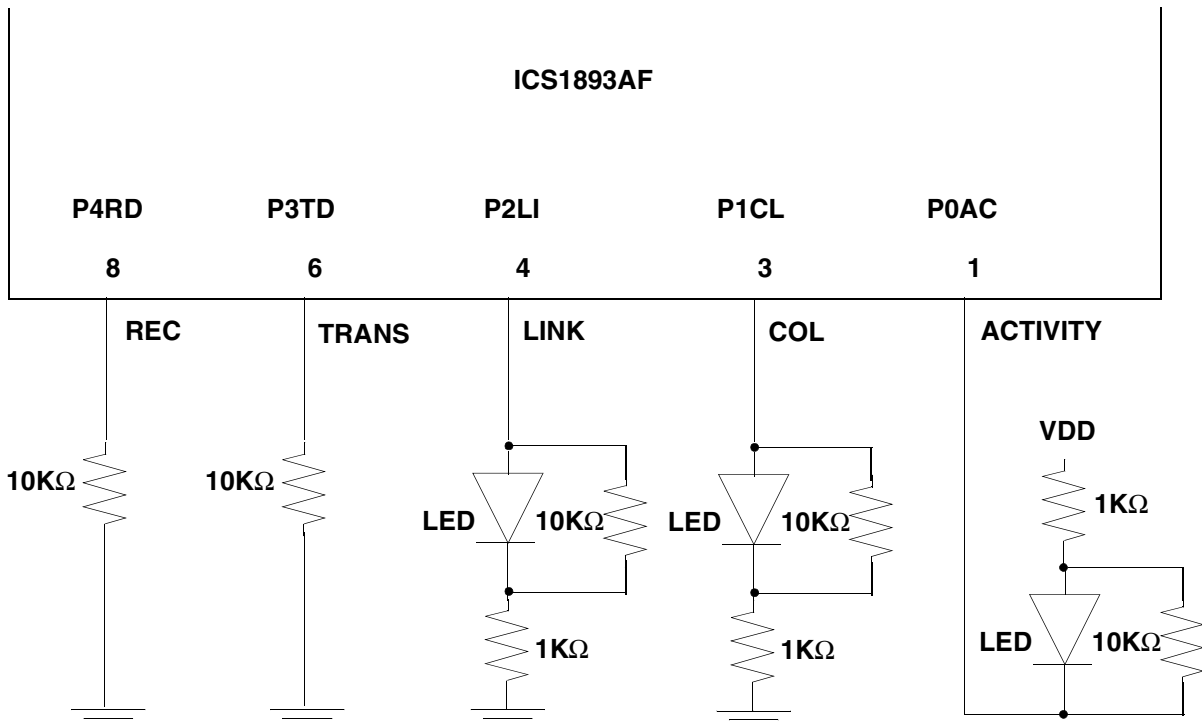 ICS1893AF
P4RD P3TD P2LI P1CL P0AC
8 6 4 3 1
REC TRANS LINK COL ACTIVITY
VDD
10KΩ 10KΩ 1KΩ
LED 10KΩ LED 10KΩ
1KΩ 1KΩ LED 10KΩ